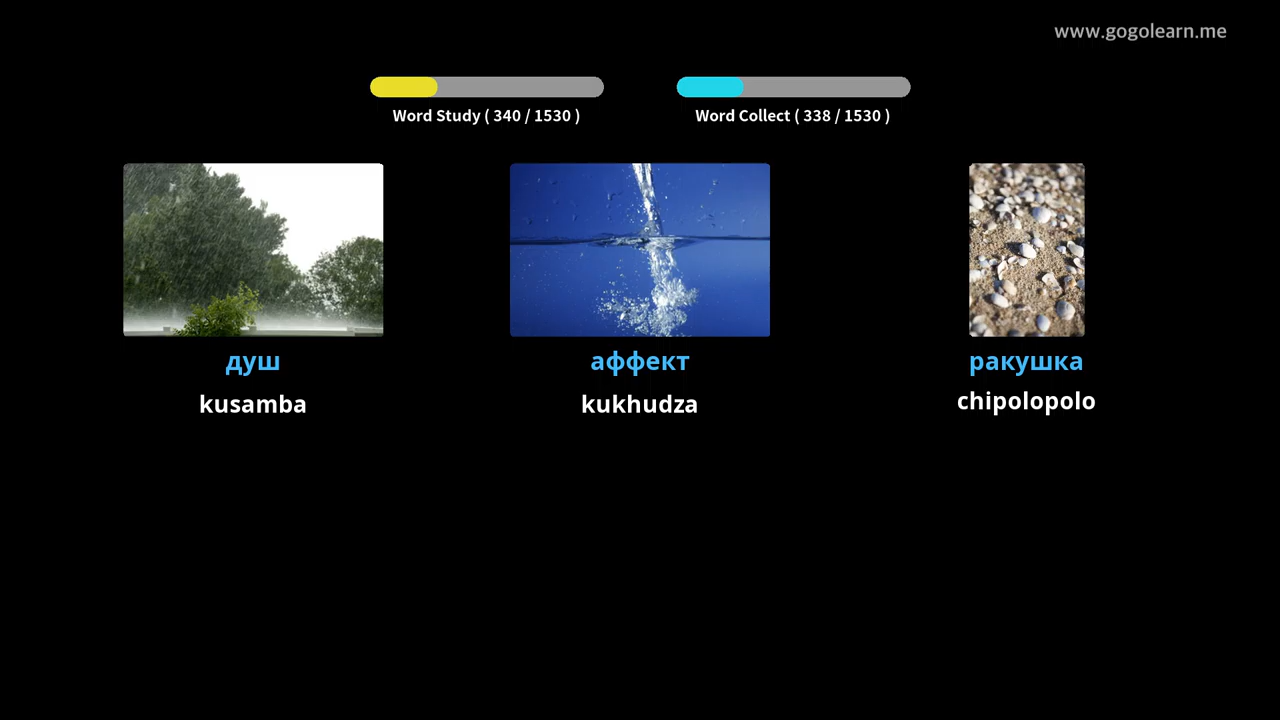 www.gogolearn.me
Word Study ( 340 / 1530 )
Word Collect ( 338 / 1530 )
душ
аффект
ракушка
kusamba
kukhudza
chipolopolo